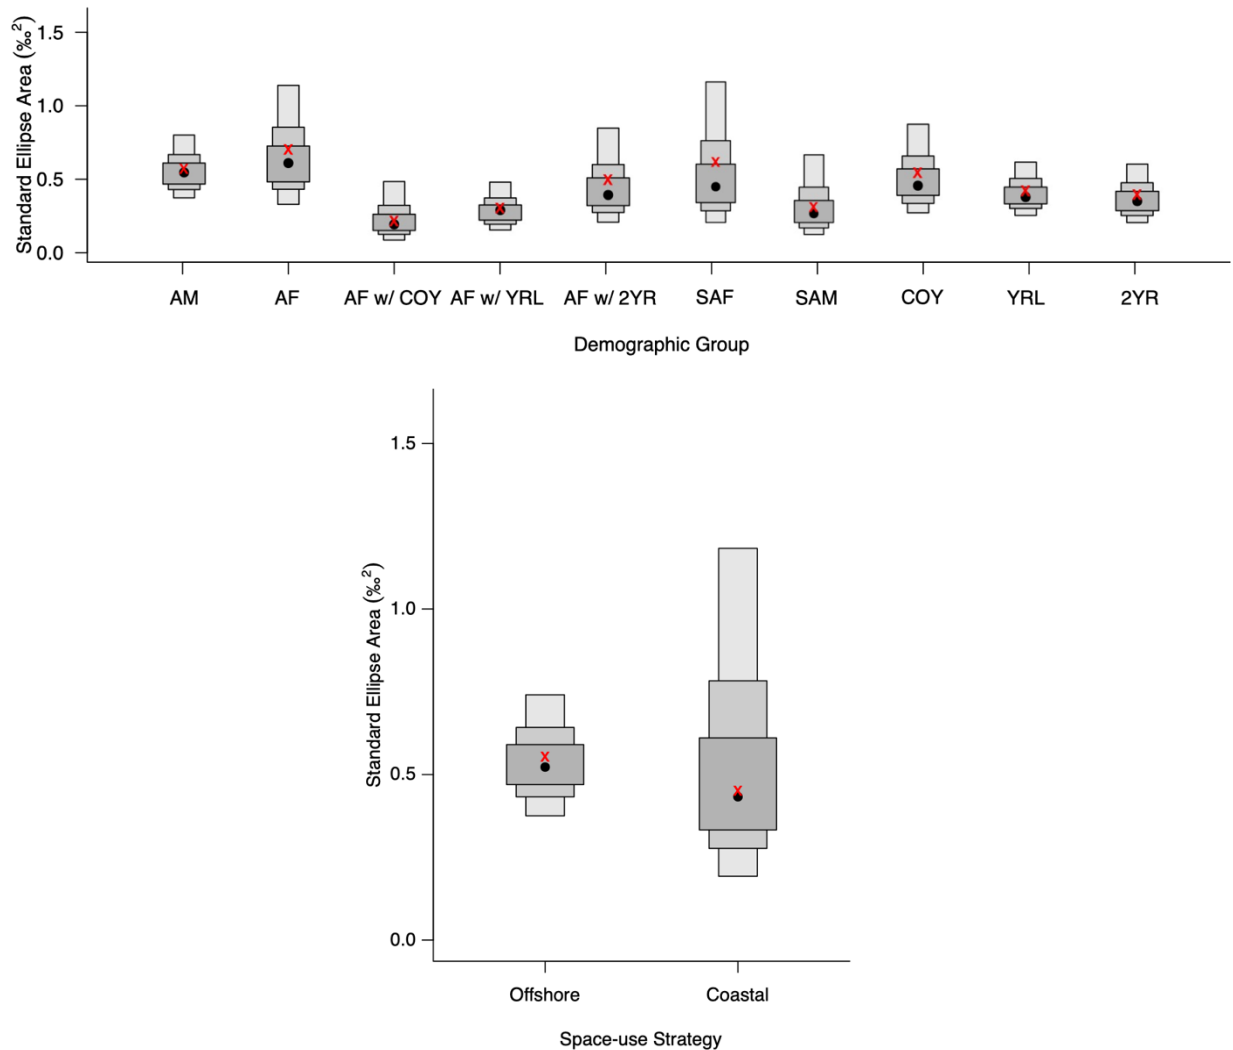 Standard Ellipse Area (‰²)
1.5
1.0
0.5
0.0
x x x x x x x x x x
AM AF AF w/ COY AF w/ YRL AF w/ 2YR SAF SAM COY YRL 2YR
Demographic Group
Standard Ellipse Area (‰²)
1.5
1.0
0.5
0.0
x x
Offshore Coastal
Space-use Strategy